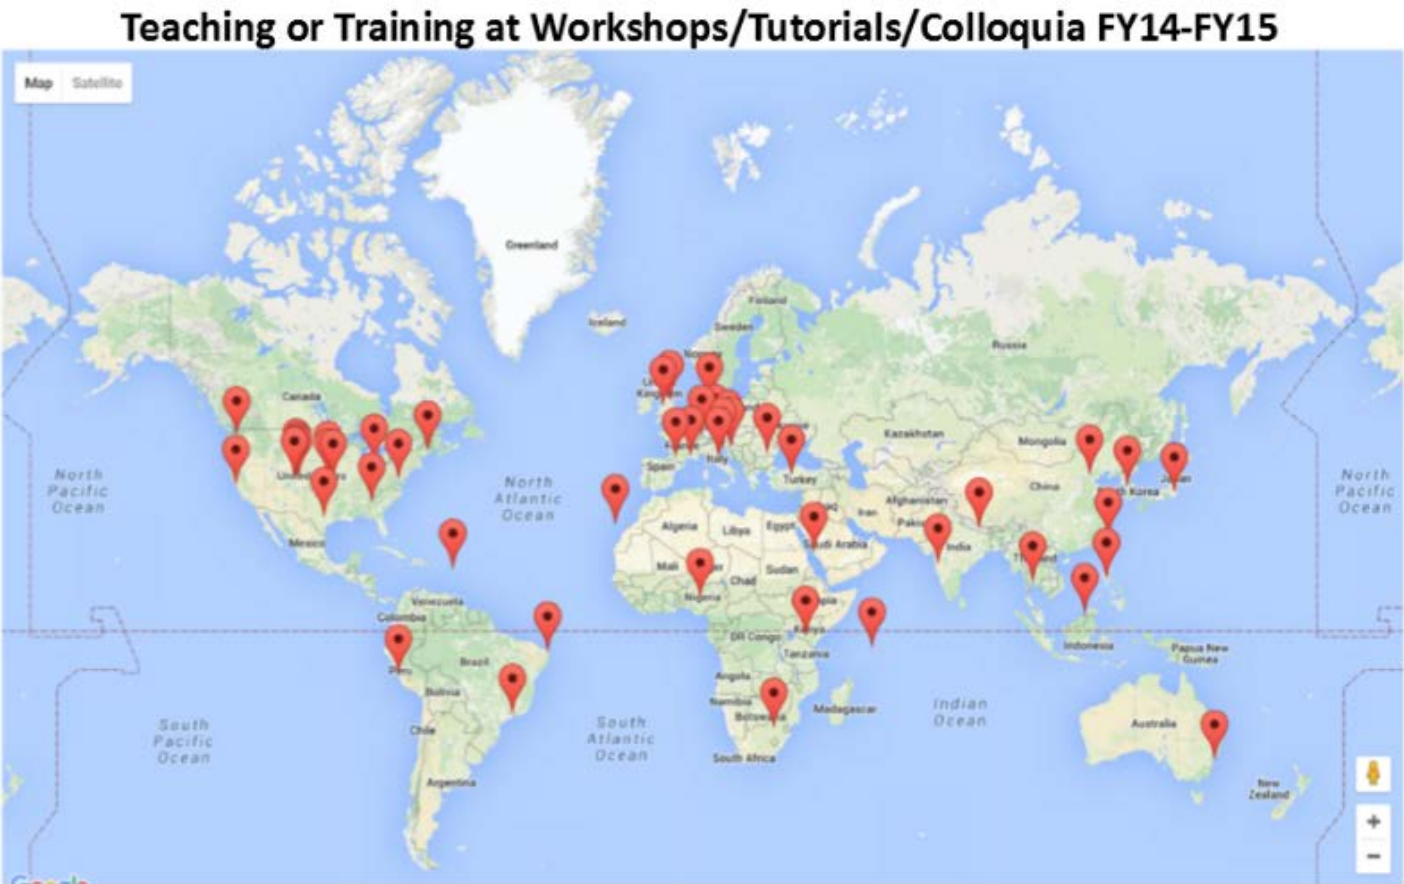 Teaching or Training at Workshops/Tutorials/Colloquia FY14-FY15
Map Satellite
Greenland
Iceland
Finland
Sweden
Russia
Canada
Kazakhstan
Mongolia
Spain
Italy
Turkey
North
Pacific
Ocean
North
Atlantic
Ocean
China
Japan
Korea
North
Pacific
Ocean
Afghanistan
Iran
Algeria
Libya
Egypt
Saudi Arabia
India
Mexico
Mali
Chad
Sudan
Nigeria
Venezuela
Colombia
Kenya
DR Congo
Tanzania
Indonesia
Papua New
Guinea
Peru
Brazil
Bolivia
Angola
Namibia
Botswana
Madagascar
Indian
Ocean
Australia
South
Pacific
Ocean
South
Atlantic
Ocean
Chile
South Africa
Argentina
New
Zealand
+
−
Google